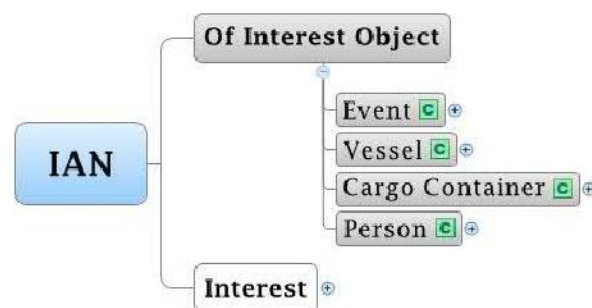 Of Interest Object
Event C
Vessel C
IAN
Cargo Container C
Person C
Interest